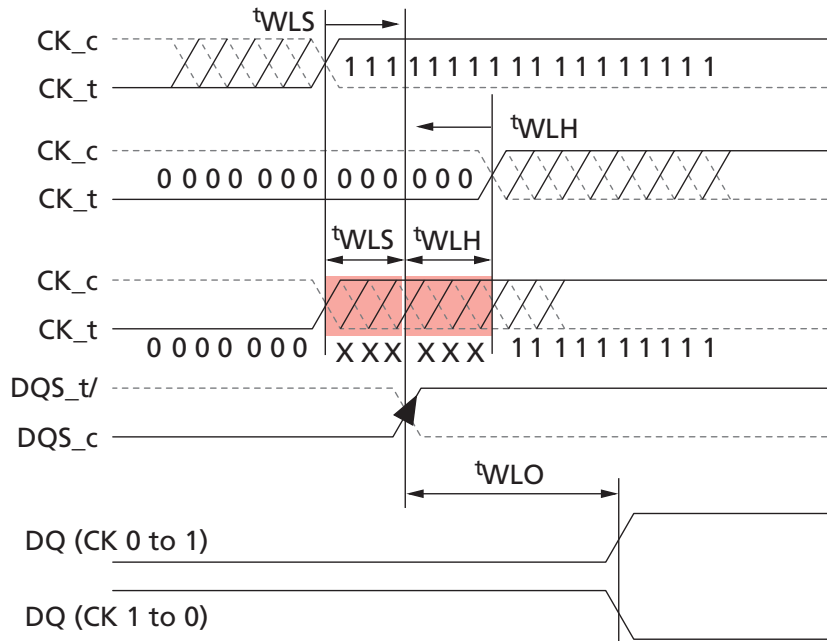 tWLS
CK_c
1 1 1 1 1 1 1 1 1 1 1 1 1 1 1 1 1
CK_t
tWLH
CK_c
0 0 0 0 0 0 0 0 0 0 0 0 0
CK_t
tWLS tWLH
CK_c
CK_t
0 0 0 0 0 0 0 X X X X X X 1 1 1 1 1 1 1 1 1
DQS_t/
DQS_c
tWLO
DQ (CK 0 to 1)
DQ (CK 1 to 0)